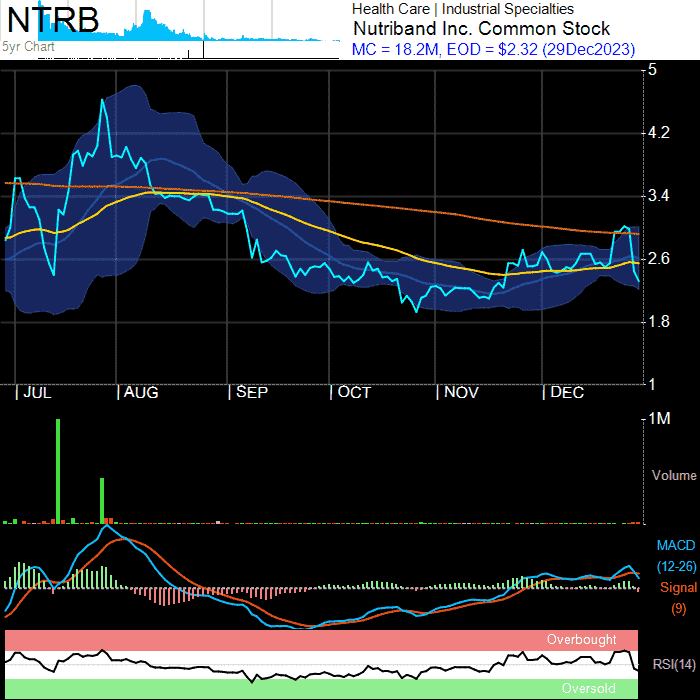 NTRB
5yr Chart
Health Care | Industrial Specialties
Nutriband Inc. Common Stock
MC = 18.2M, EOD = $2.32 (29Dec2023)
5
4.2
3.4
2.6
1.8
1
JUL AUG SEP OCT NOV DEC
1M
Volume
MACD
(12-26)
Signal
(9)
Overbought
RSI(14)
Oversold